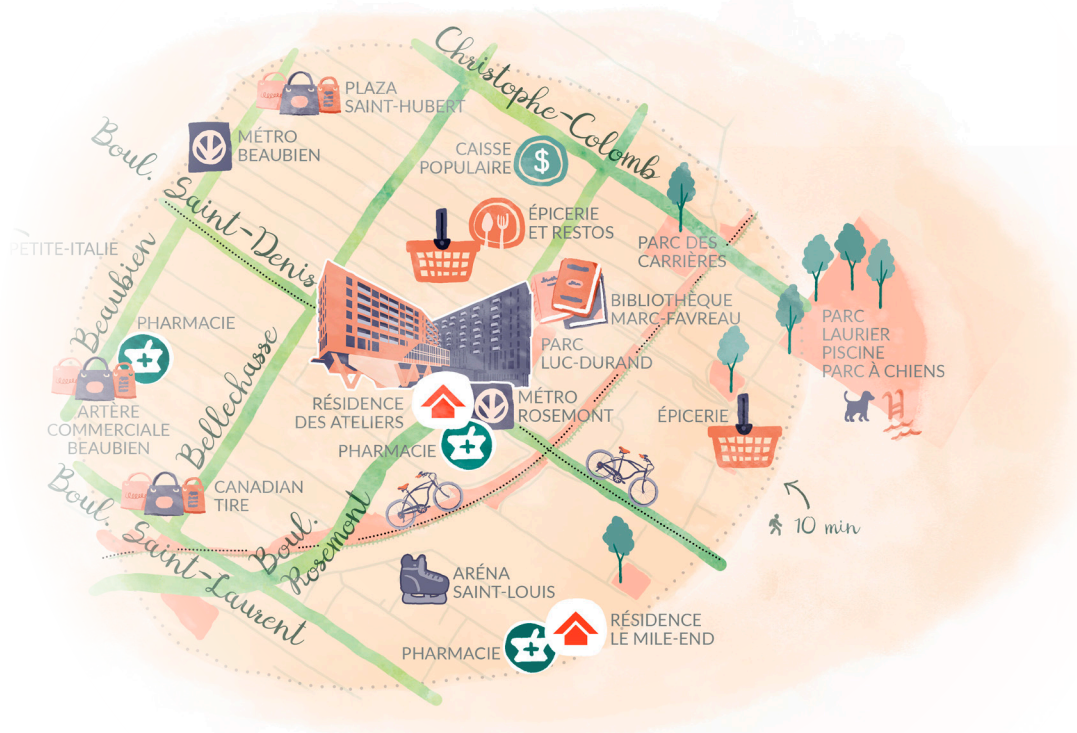 Christophe-Colomb
PLAZA
SAINT-HUBERT
MÉTRO
BEAUBIEN
Boul.
Saint-Denis
CAISSE
POPULAIRE
$
ÉPICERIE
ET RESTOS
PARC DES
CARRIÈRES
PETITE-ITALIE
Beaubien
PHARMACIE
BIBLIOTHÈQUE
MARC-FAVREAU
PARC
LUC-DURAND
PARC
LAURIER
PISCINE
PARC À CHIENS
Bellechasse
ARTÈRE
COMMERCIALE
BEAUBIEN
RÉSIDENCE
DES ATELIERS
MÉTRO
ROSEMONT
ÉPICERIE
PHARMACIE
Boul.
Saint-Laurent
CANADIAN
TIRE
Boul.
Rosemont
10 min
ARÉNA
SAINT-LOUIS
RÉSIDENCE
LE MILE-END
PHARMACIE